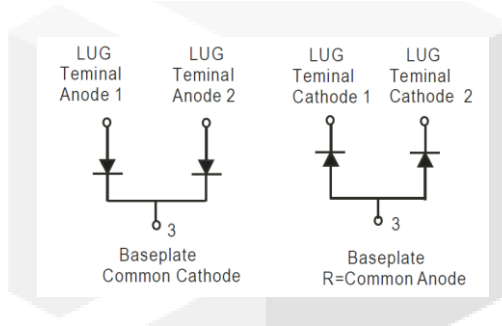 LUG
Teminal
Anode 1
LUG
Teminal
Anode 2
LUG
Teminal
Cathode 1
LUG
Teminal
Cathode 2
3
Baseplate
Common Cathode
3
Baseplate
R=Common Anode